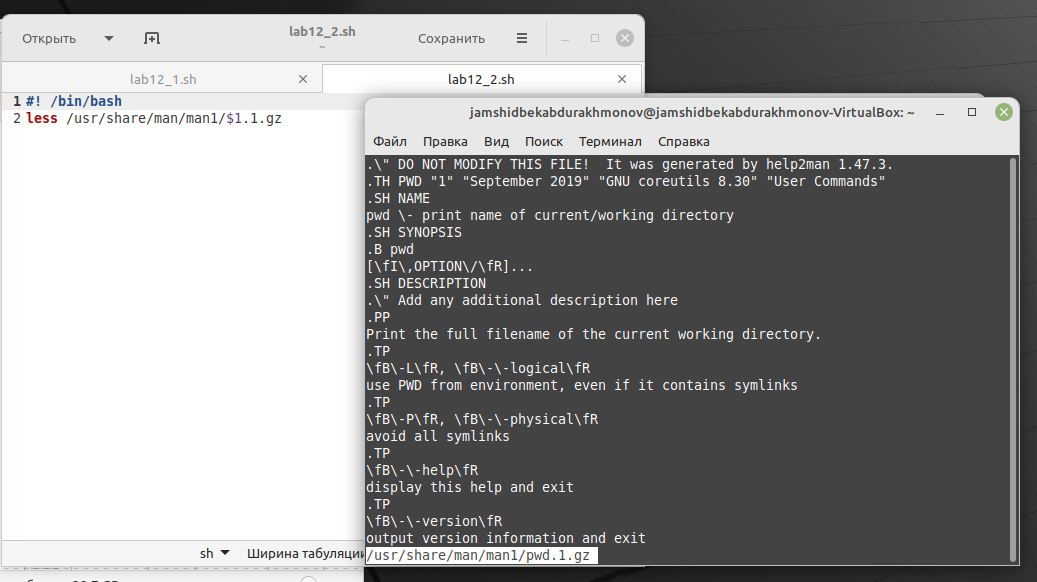 Открыть
lab12_2.sh
~
Сохранить
lab12_1.sh
lab12_2.sh
1 #! /bin/bash
2 less /usr/share/man/man1/$1.1.gz
sh
Ширина табуляции
jamshidbekabdurakhmonov@jamshidbekabdurakhmonov-VirtualBox: ~
Файл Правка Вид Поиск Терминал Справка
.\" DO NOT MODIFY THIS FILE!  It was generated by help2man 1.47.3.
.TH PWD "1" "September 2019" "GNU coreutils 8.30" "User Commands"
.SH NAME
pwd \- print name of current/working directory
.SH SYNOPSIS
.B pwd
[\fI\,OPTION\/\fR]...
.SH DESCRIPTION
.\" Add any additional description here
.PP
Print the full filename of the current working directory.
.TP
\fB\-L\fR, \fB\-\-logical\fR
use PWD from environment, even if it contains symlinks
.TP
\fB\-P\fR, \fB\-\-physical\fR
avoid all symlinks
.TP
\fB\-\-help\fR
display this help and exit
.TP
\fB\-\-version\fR
output version information and exit
/usr/share/man/man1/pwd.1.gz